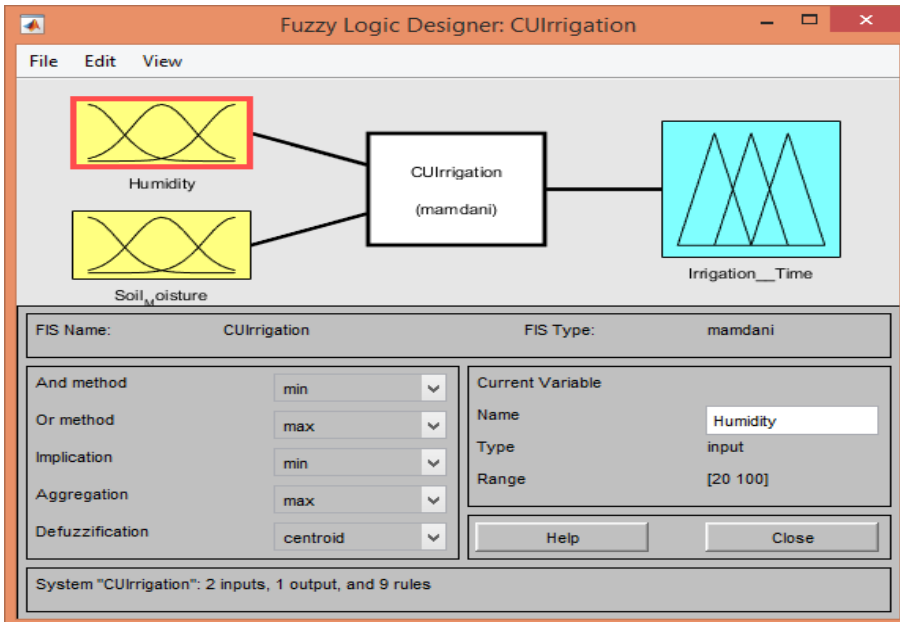 Fuzzy Logic Designer: CUIrrigation
File Edit View
Humidity
CUIrrigation
(mamdani)
Soil_Moisture
Irrigation__Time
FIS Name: CUIrrigation FIS Type: mamdani
And method min
Or method max
Implication min
Aggregation max
Defuzzification centroid
Current Variable
Name Humidity
Type input
Range [20 100]
Help Close
System "CUIrrigation": 2 inputs, 1 output, and 9 rules